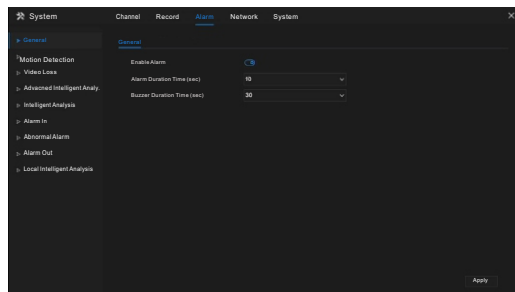 System
Channel Record Alarm Network System
General
General
Motion Detection
Video Loss
Advacned Intelligent Analy.
Intelligent Analysis
Alarm In
Abnormal Alarm
Alarm Out
Local Intelligent Analysis
Enable Alarm
Alarm Duration Time (sec) 10
Buzzer Duration Time (sec) 30
Apply